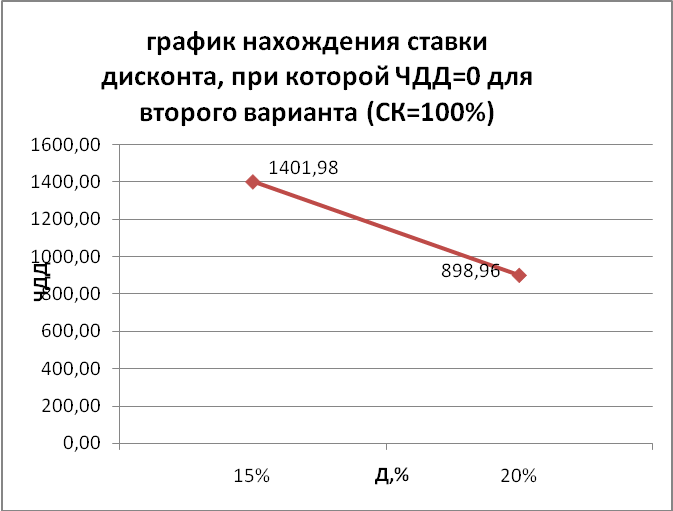 график нахождения ставки
дисконта, при которой ЧДД=0 для
второго варианта (СК=100%)
1600,00
1400,00
1200,00
1000,00
800,00
600,00
400,00
200,00
0,00
ЧДД
1401,98
898,96
15%
Д,%
20%